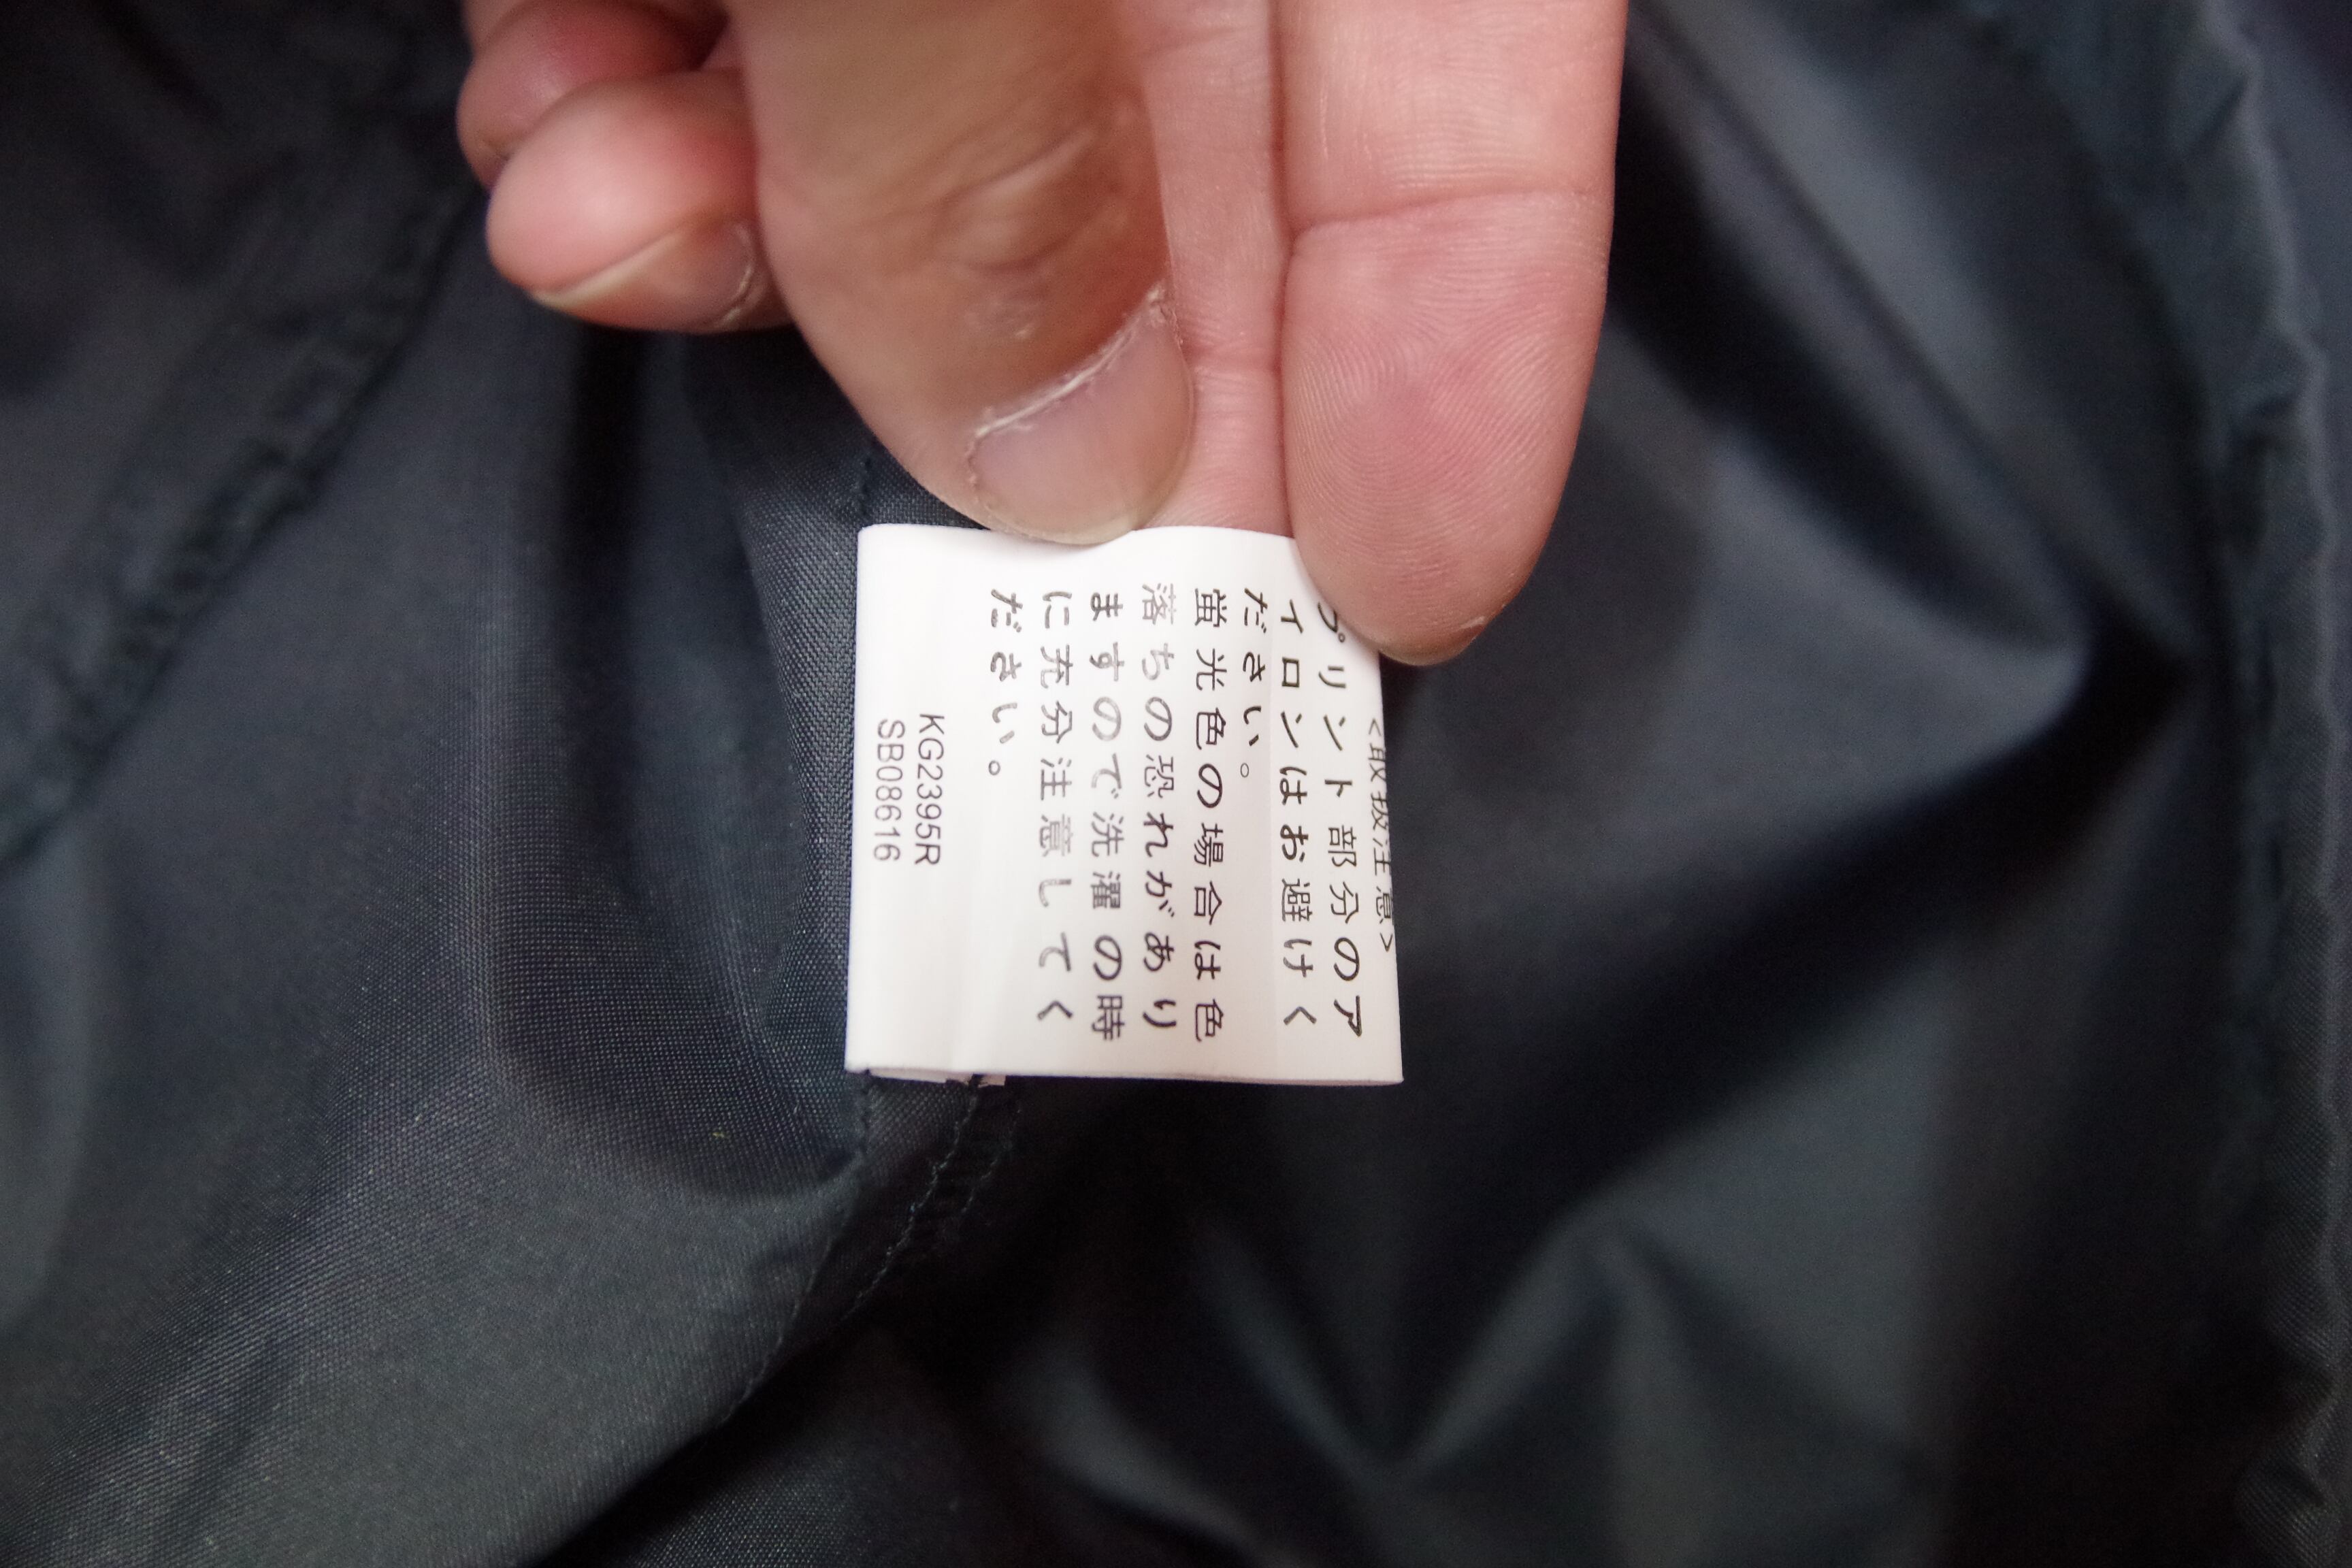 <取扱注意>
プリント部分のア
イロンはお避けく
ださい。
蛍光色の場合は色
落ちの恐れがあり
ますので洗濯の時
に充分注意してく
ださい。
KG2395R
SB08616